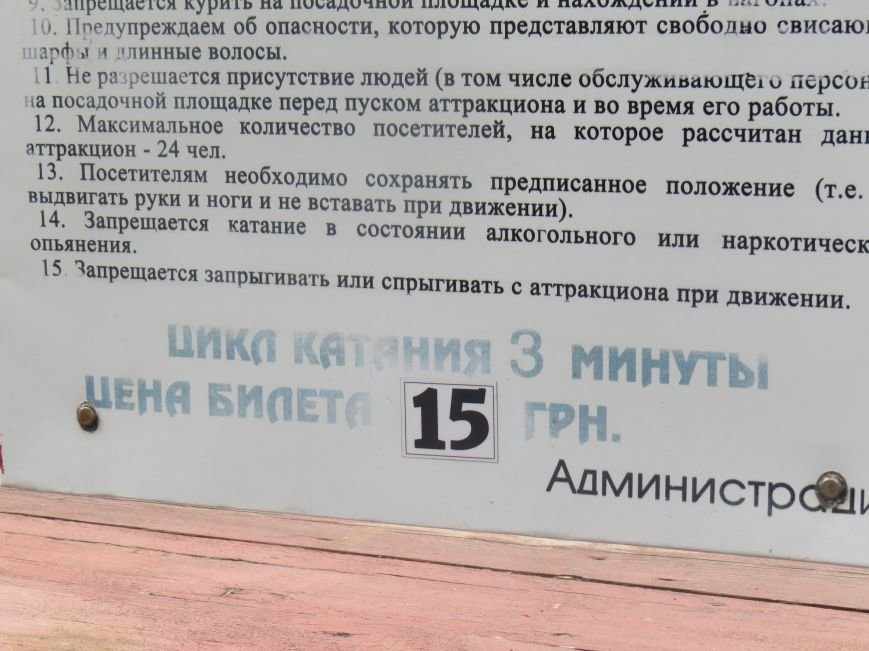 9. Запрещается курить на посадочной площадке и нахождении в вагонах.
10. Предупреждаем об опасности, которую представляют свободно свисаю
шарфы и длинные волосы.
11. Не разрешается присутствие людей (в том числе обслуживающего персон
на посадочной площадке перед пуском аттракциона и во время его работы.
12. Максимальное количество посетителей, на которое рассчитан дан
аттракцион - 24 чел.
13. Посетителям необходимо сохранять предписанное положение (т.е.
выдвигать руки и ноги и не вставать при движении).
14. Запрещается катание в состоянии алкогольного или наркотическ
опьянения.
15. Запрещается запрыгивать или спрыгивать с аттракциона при движении.
ЦИКЛ КАТАНИЯ 3 МИНУТЫ
ЦЕНА БИЛЕТА 15 ГРН.
Администраци